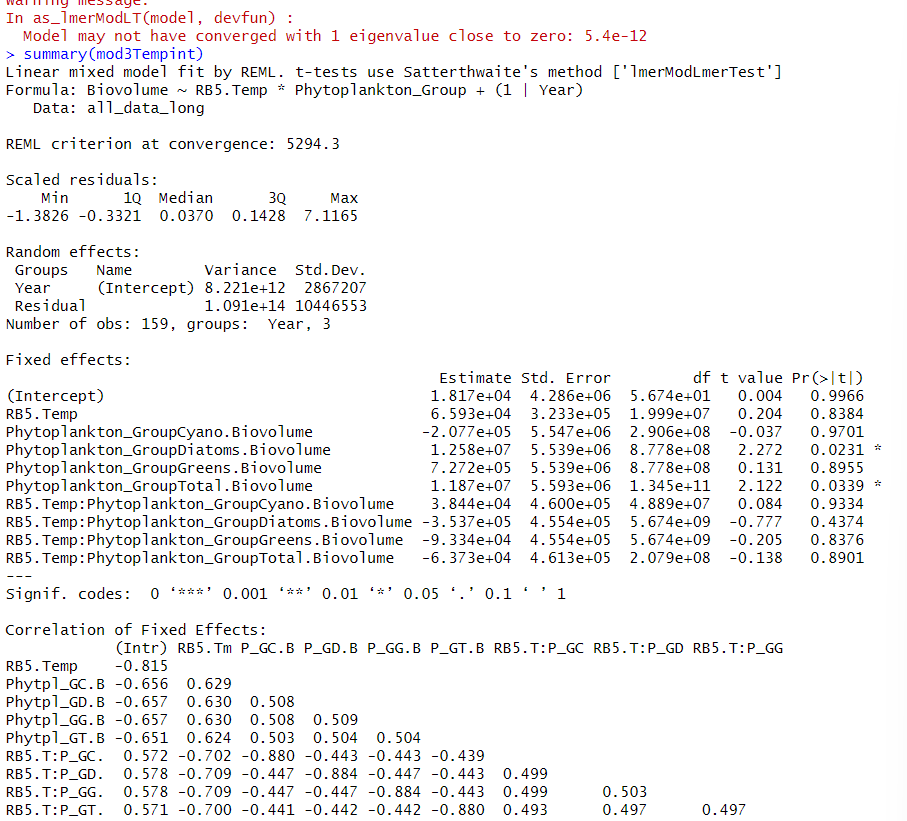 warning message:
In as_lmerModLT(model, devfun) :
  Model may not have converged with 1 eigenvalue close to zero: 5.4e-12
> summary(mod3Tempint)
Linear mixed model fit by REML. t-tests use Satterthwaite's method ['lmerModLmerTest']
Formula: Biovolume ~ RB5.Temp * Phytoplankton_Group + (1 | Year)
   Data: all_data_long
REML criterion at convergence: 5294.3
Scaled residuals:
    Min      1Q  Median      3Q     Max
-1.3826 -0.3321  0.0370  0.1428  7.1165
Random effects:
 Groups   Name        Variance  Std.Dev.
 Year     (Intercept) 8.221e+12  2867207
 Residual             1.091e+14 10446553
Number of obs: 159, groups:  Year, 3
Fixed effects:
                                             Estimate Std. Error         df t value Pr(>|t|)
(Intercept)                                 1.817e+04  4.286e+06  5.674e+01   0.004   0.9966
RB5.Temp                                    6.593e+04  3.233e+05  1.999e+07   0.204   0.8384
Phytoplankton_GroupCyano.Biovolume         -2.077e+05  5.547e+06  2.906e+08  -0.037   0.9701
Phytoplankton_GroupDiatoms.Biovolume        1.258e+07  5.539e+06  8.778e+08   2.272   0.0231 *
Phytoplankton_GroupGreens.Biovolume         7.272e+05  5.539e+06  8.778e+08   0.131   0.8955
Phytoplankton_GroupTotal.Biovolume          1.187e+07  5.593e+06  1.345e+11   2.122   0.0339 *
RB5.Temp:Phytoplankton_GroupCyano.Biovolume    3.844e+04  4.600e+05  4.889e+07   0.084   0.9334
RB5.Temp:Phytoplankton_GroupDiatoms.Biovolume -3.537e+05  4.554e+05  5.674e+09  -0.777   0.4374
RB5.Temp:Phytoplankton_GroupGreens.Biovolume  -9.334e+04  4.554e+05  5.674e+09  -0.205   0.8376
RB5.Temp:Phytoplankton_GroupTotal.Biovolume   -6.373e+04  4.613e+05  2.079e+08  -0.138   0.8901
---
Signif. codes:  0 ‘***’ 0.001 ‘**’ 0.01 ‘*’ 0.05 ‘.’ 0.1 ‘ ’ 1
Correlation of Fixed Effects:
            (Intr) RB5.Tm P_GC.B P_GD.B P_GG.B P_GT.B RB5.T:P_GC RB5.T:P_GD RB5.T:P_GG
RB5.Temp    -0.815
Phytpl_GC.B -0.656  0.629
Phytpl_GD.B -0.657  0.630  0.508
Phytpl_GG.B -0.657  0.630  0.508  0.509
Phytpl_GT.B -0.651  0.624  0.503  0.504  0.504
RB5.T:P_GC.  0.572 -0.702 -0.880 -0.443 -0.443 -0.439
RB5.T:P_GD.  0.578 -0.709 -0.447 -0.884 -0.447 -0.443  0.499
RB5.T:P_GG.  0.578 -0.709 -0.447 -0.447 -0.884 -0.443  0.499      0.503
RB5.T:P_GT.  0.571 -0.700 -0.441 -0.442 -0.442 -0.880  0.493      0.497      0.497